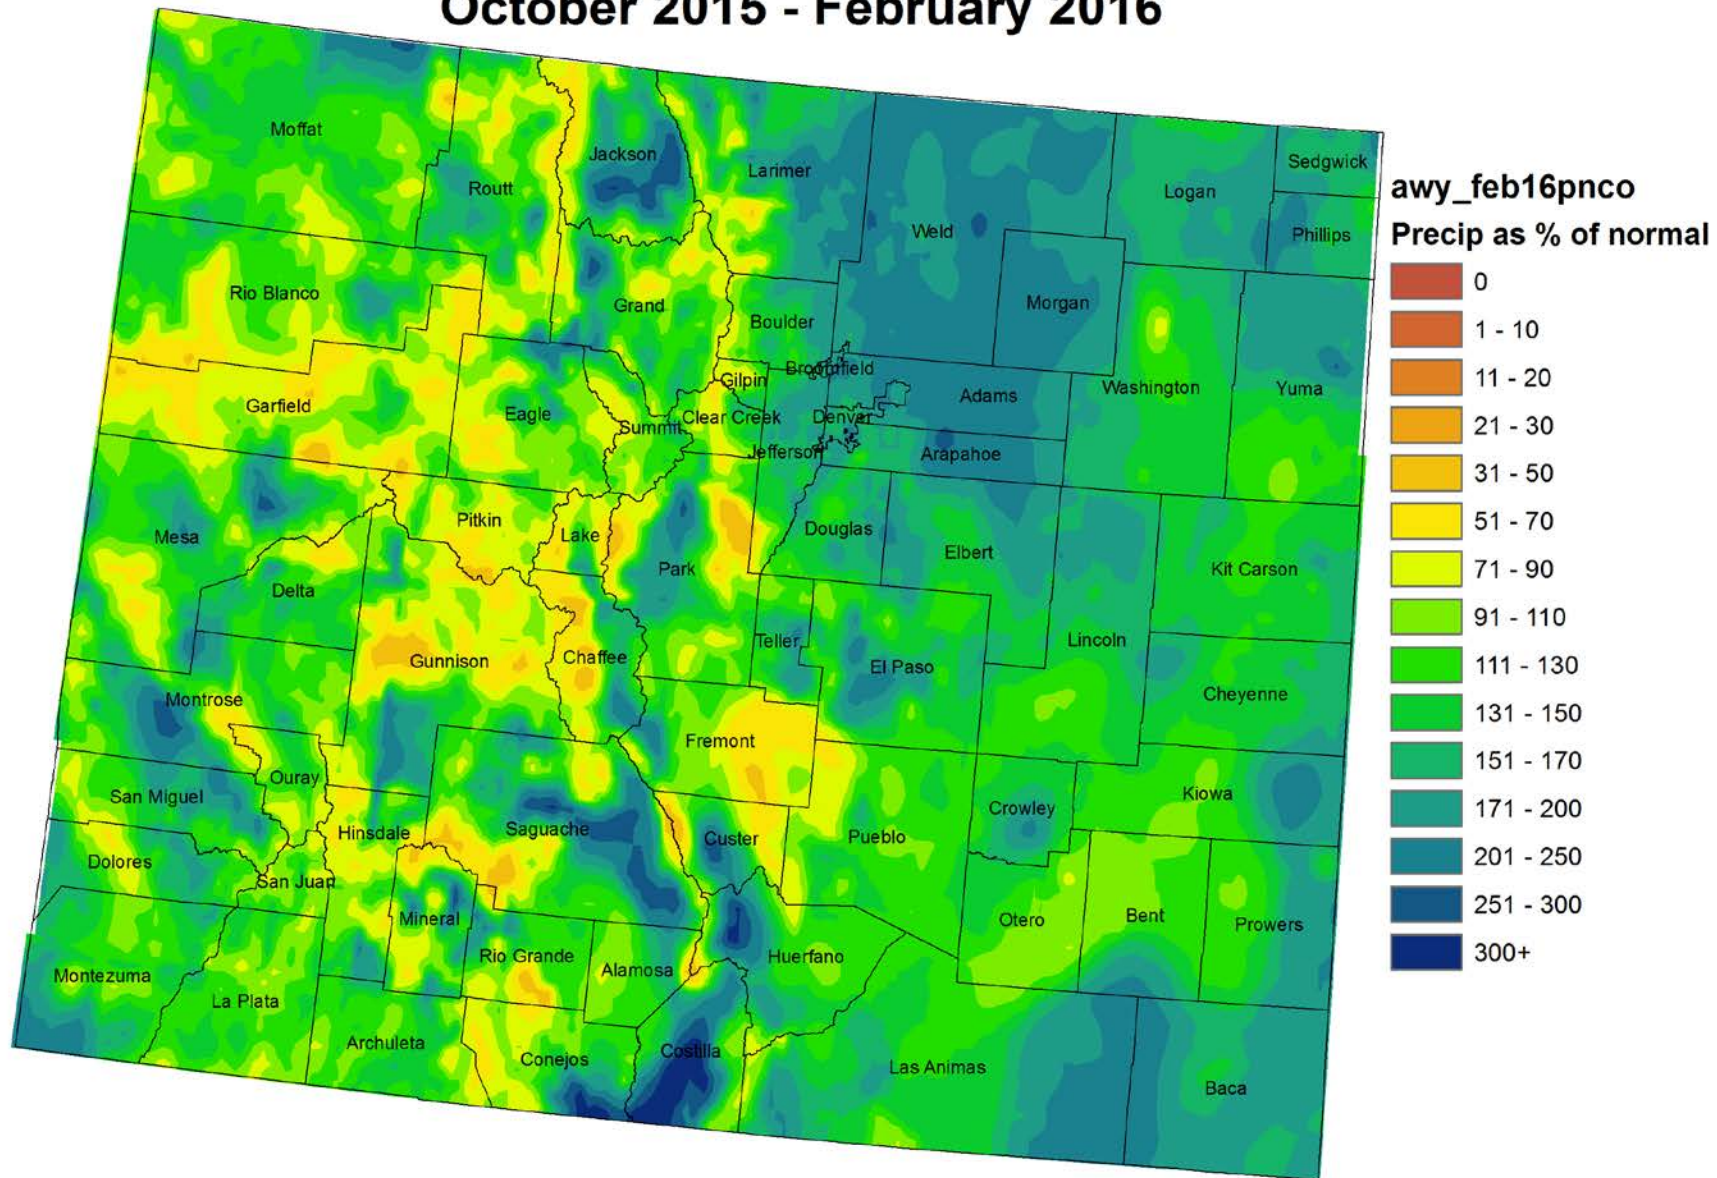 October 2015 - February 2016
Moffat
Jackson
Larimer
Routt
Weld
Logan
Sedgwick
Phillips
Rio Blanco
Grand
Boulder
Morgan
Gilpin
Broomfield
Washington
Yuma
Garfield
Eagle
Summit
Clear Creek
Denver
Adams
Jefferson
Arapahoe
Mesa
Pitkin
Lake
Park
Douglas
Elbert
Kit Carson
Delta
Gunnison
Chaffee
Teller
El Paso
Lincoln
Cheyenne
Montrose
Fremont
Ouray
San Miguel
Hinsdale
Saguache
Custer
Pueblo
Crowley
Kiowa
Dolores
San Juan
Mineral
Otero
Bent
Prowers
Montezuma
La Plata
Rio Grande
Alamosa
Huerfano
Archuleta
Conejos
Costilla
Las Animas
Baca
awy_feb16pnco
Precip as % of normal
0
1 - 10
11 - 20
21 - 30
31 - 50
51 - 70
71 - 90
91 - 110
111 - 130
131 - 150
151 - 170
171 - 200
201 - 250
251 - 300
300+